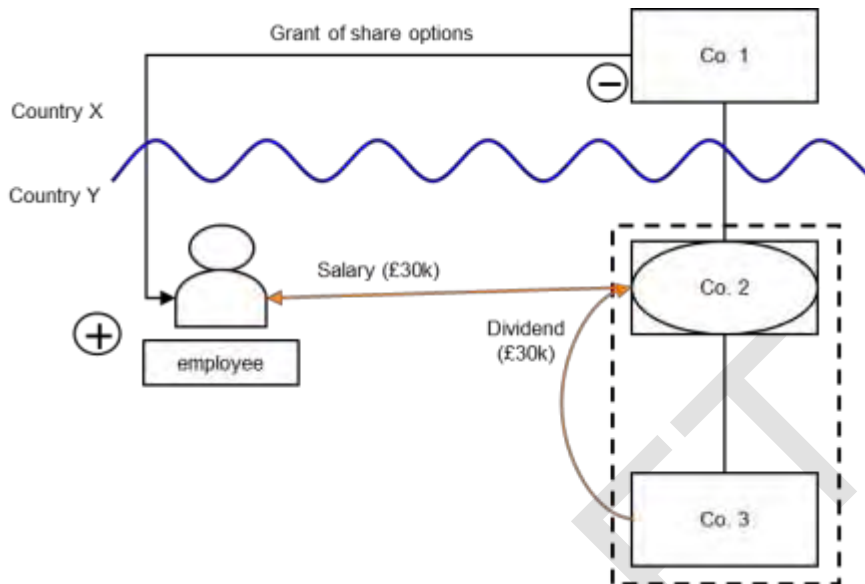 Grant of share options
Co. 1
Country X
Country Y
Salary (£30k)
Co. 2
Dividend
(£30k)
employee
Co. 3